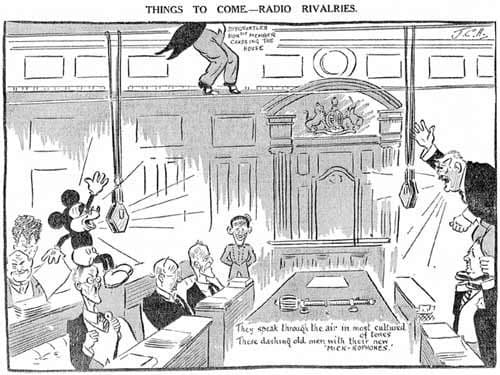 THINGS TO COME.—RADIO RIVALRIES.
DISGRUNTLED
HON^BLE MEMBER
CROSSING THE
HOUSE
They speak through the air in most cultured
of tones
These dashing old men with their new
'MICK-ROPHONES.'